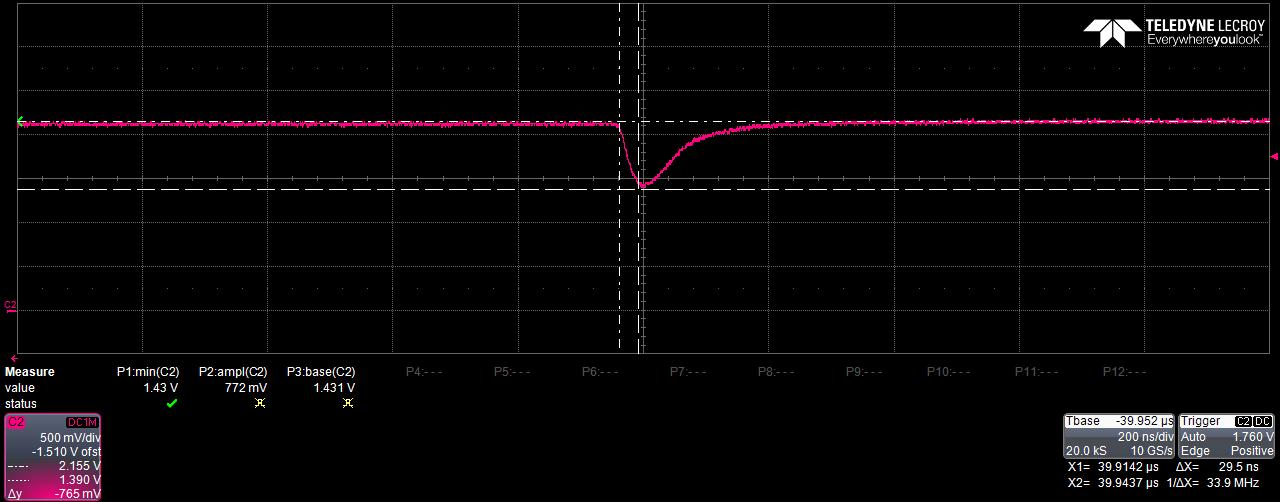 TELEDYNE LECROY
Everywhereyoulook™
C2
Measure P1:min(C2) P2:ampl(C2) P3:base(C2) P4:--- P5:--- P6:--- P7:--- P8:--- P9:--- P10:--- P11:--- P12:---
value 1.43 V 772 mV 1.431 V
status
C2 DC1M
500 mV/div
-1.510 V ofst
2.155 V
1.390 V
Δy -765 mV
Tbase -39.952 µs
200 ns/div
20.0 kS 10 GS/s
Trigger C2 DC
Auto 1.760 V
Edge Positive
X1= 39.9142 µs ΔX= 29.5 ns
X2= 39.9437 µs 1/ΔX= 33.9 MHz